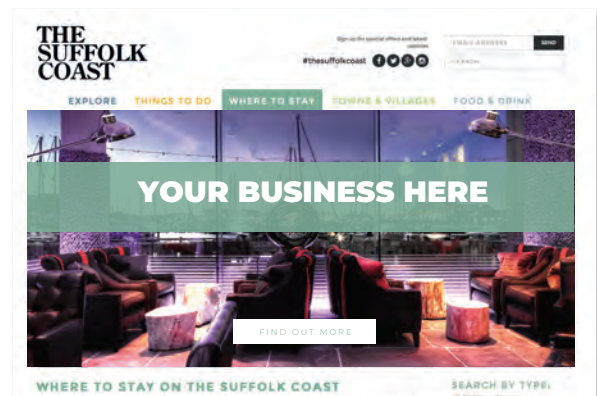 THE
SUFFOLK
COAST
Sign up for special offers and latest
updates
#thesuffolkcoast
EMAIL ADDRESS
SEND
SEARCH
EXPLORE THINGS TO DO WHERE TO STAY TOWNS & VILLAGES FOOD & DRINK
YOUR BUSINESS HERE
FIND OUT MORE
WHERE TO STAY ON THE SUFFOLK COAST
SEARCH BY TYPE: